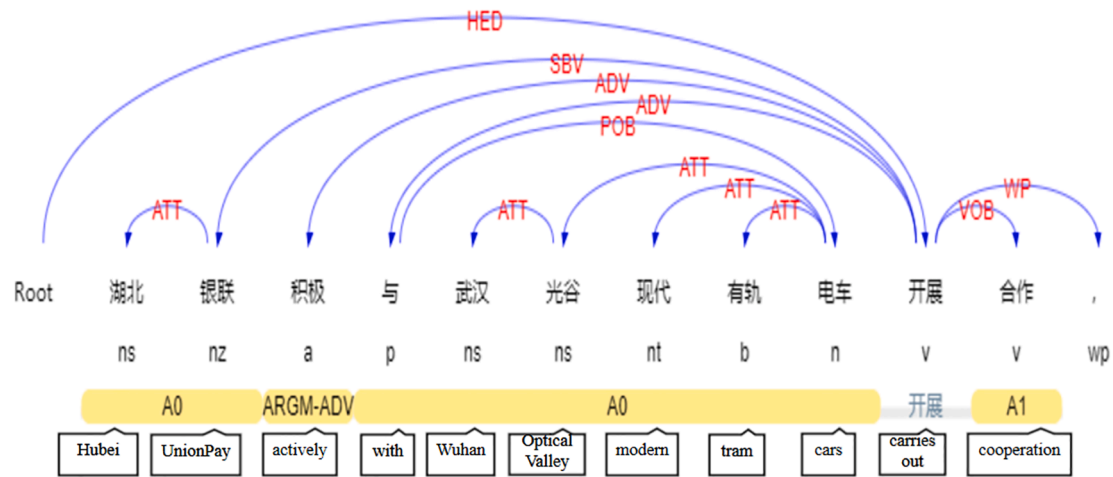 HED
SBV
ADV
ADV
POB
ATT
ATT WP
ATT ATT ATT VOB
Root 湖北 银联 积极 与 武汉 光谷 现代 有轨 电车 开展 合作 ,
ns nz a p ns ns nt b n v v wp
A0 ARGM-ADV A0 开展 A1
Hubei UnionPay actively with Wuhan Optical Valley modern tram cars carries out cooperation